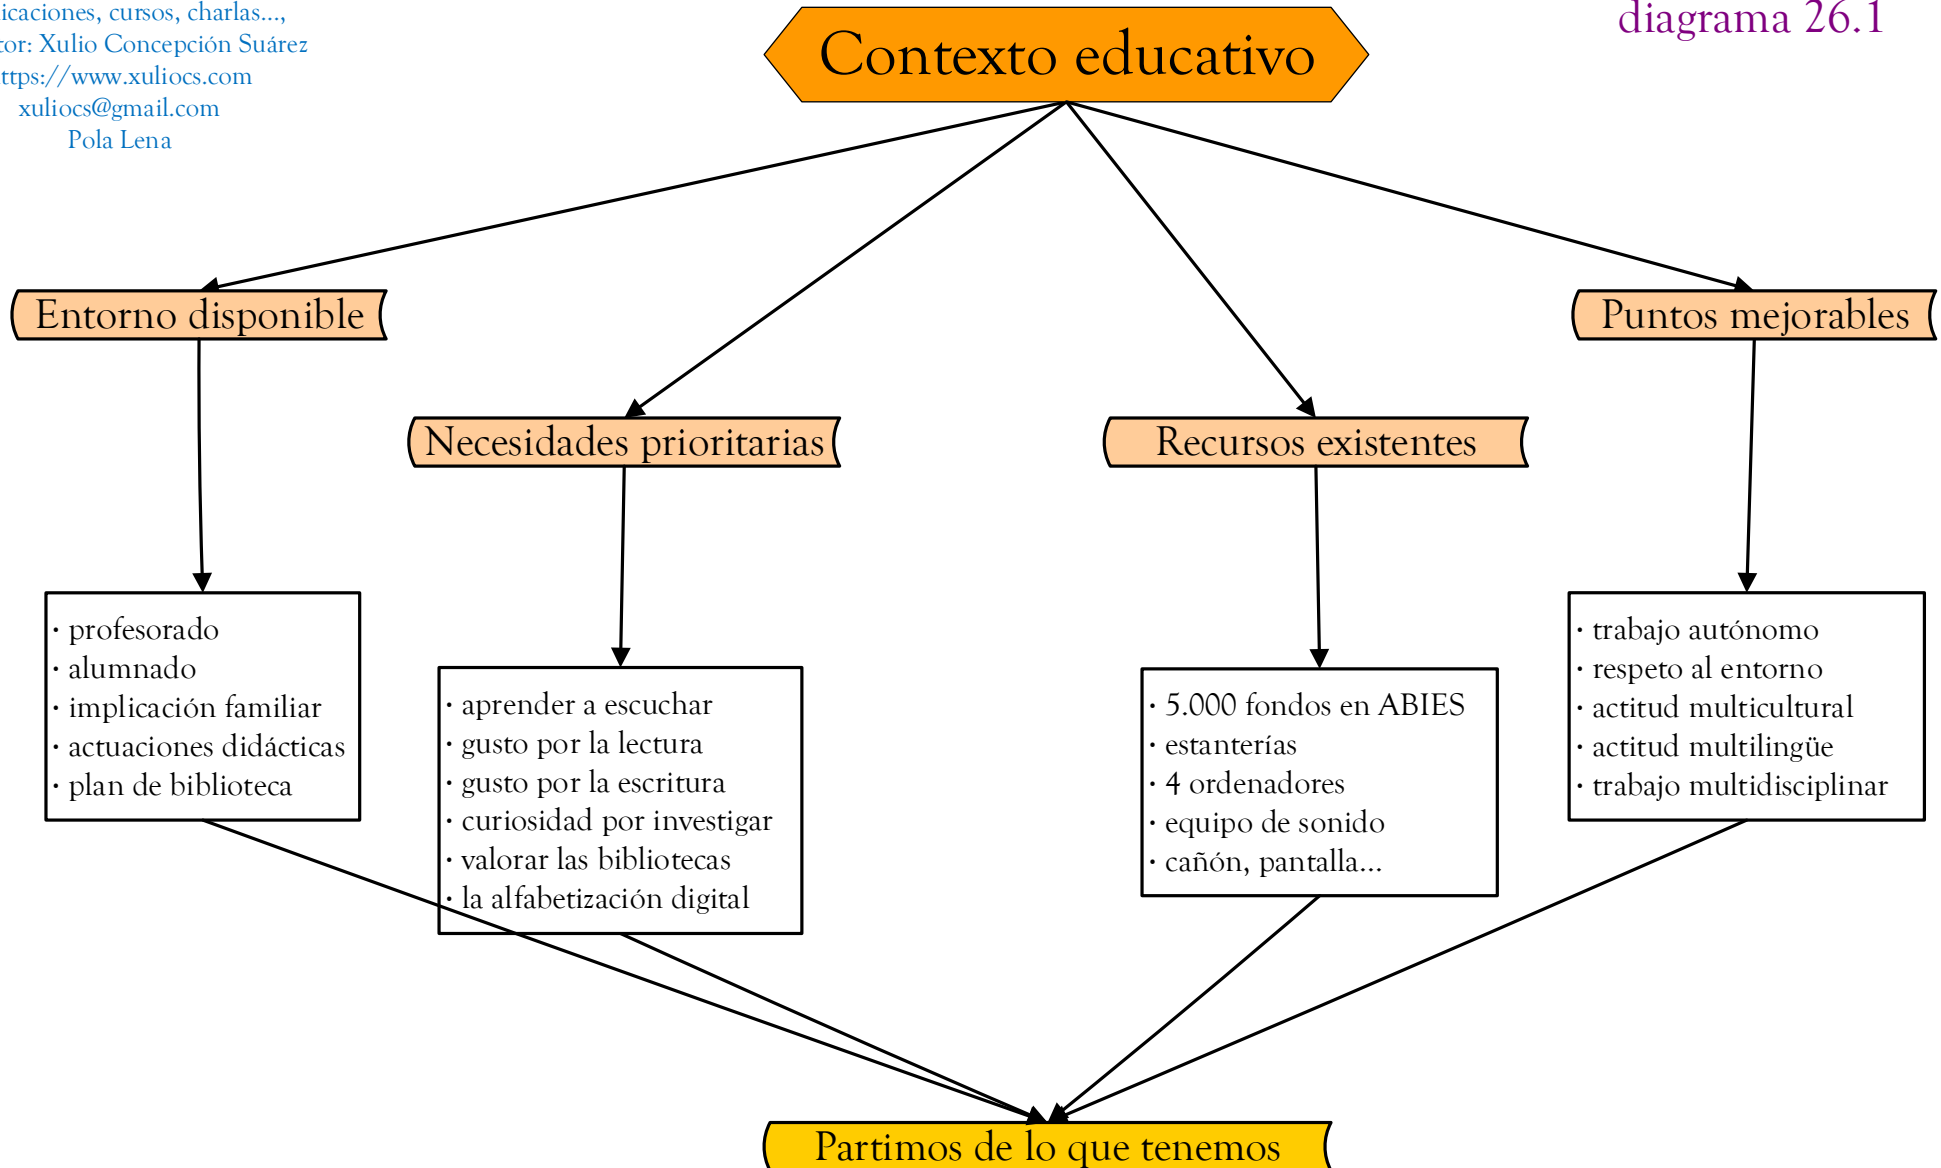 cursos, charlas...,
Xulio Concepción Suárez
https://www.xuliocs.com
xuliocs@gmail.com
Pola Lena
diagrama 26.1
Contexto educativo
Entorno disponible
Puntos mejorables
Necesidades prioritarias
Recursos existentes
· profesorado
· alumnado
· implicación familiar
· actuaciones didácticas
· plan de biblioteca
· aprender a escuchar
· gusto por la lectura
· gusto por la escritura
· curiosidad por investigar
· valorar las bibliotecas
· la alfabetización digital
· 5.000 fondos en ABIES
· estanterías
· 4 ordenadores
· equipo de sonido
· cañón, pantalla...
· trabajo autónomo
· respeto al entorno
· actitud multicultural
· actitud multilingüe
· trabajo multidisciplinar
Partimos de lo que tenemos